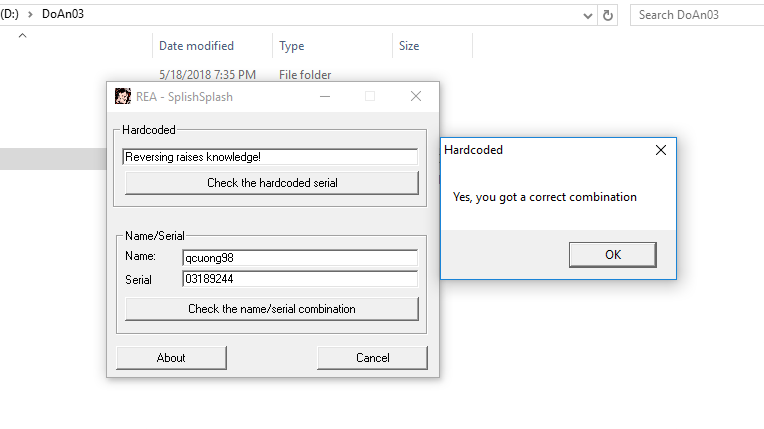 (D:) > DoAn03
Search DoAn03
Date modified Type Size
5/18/2018 7:35 PM File folder
REA - SplishSplash
Hardcoded
Reversing raises knowledge!
Check the hardcoded serial
Name/Serial
Name: qcuong98
Serial 03189244
Check the name/serial combination
About Cancel
Hardcoded
Yes, you got a correct combination
OK